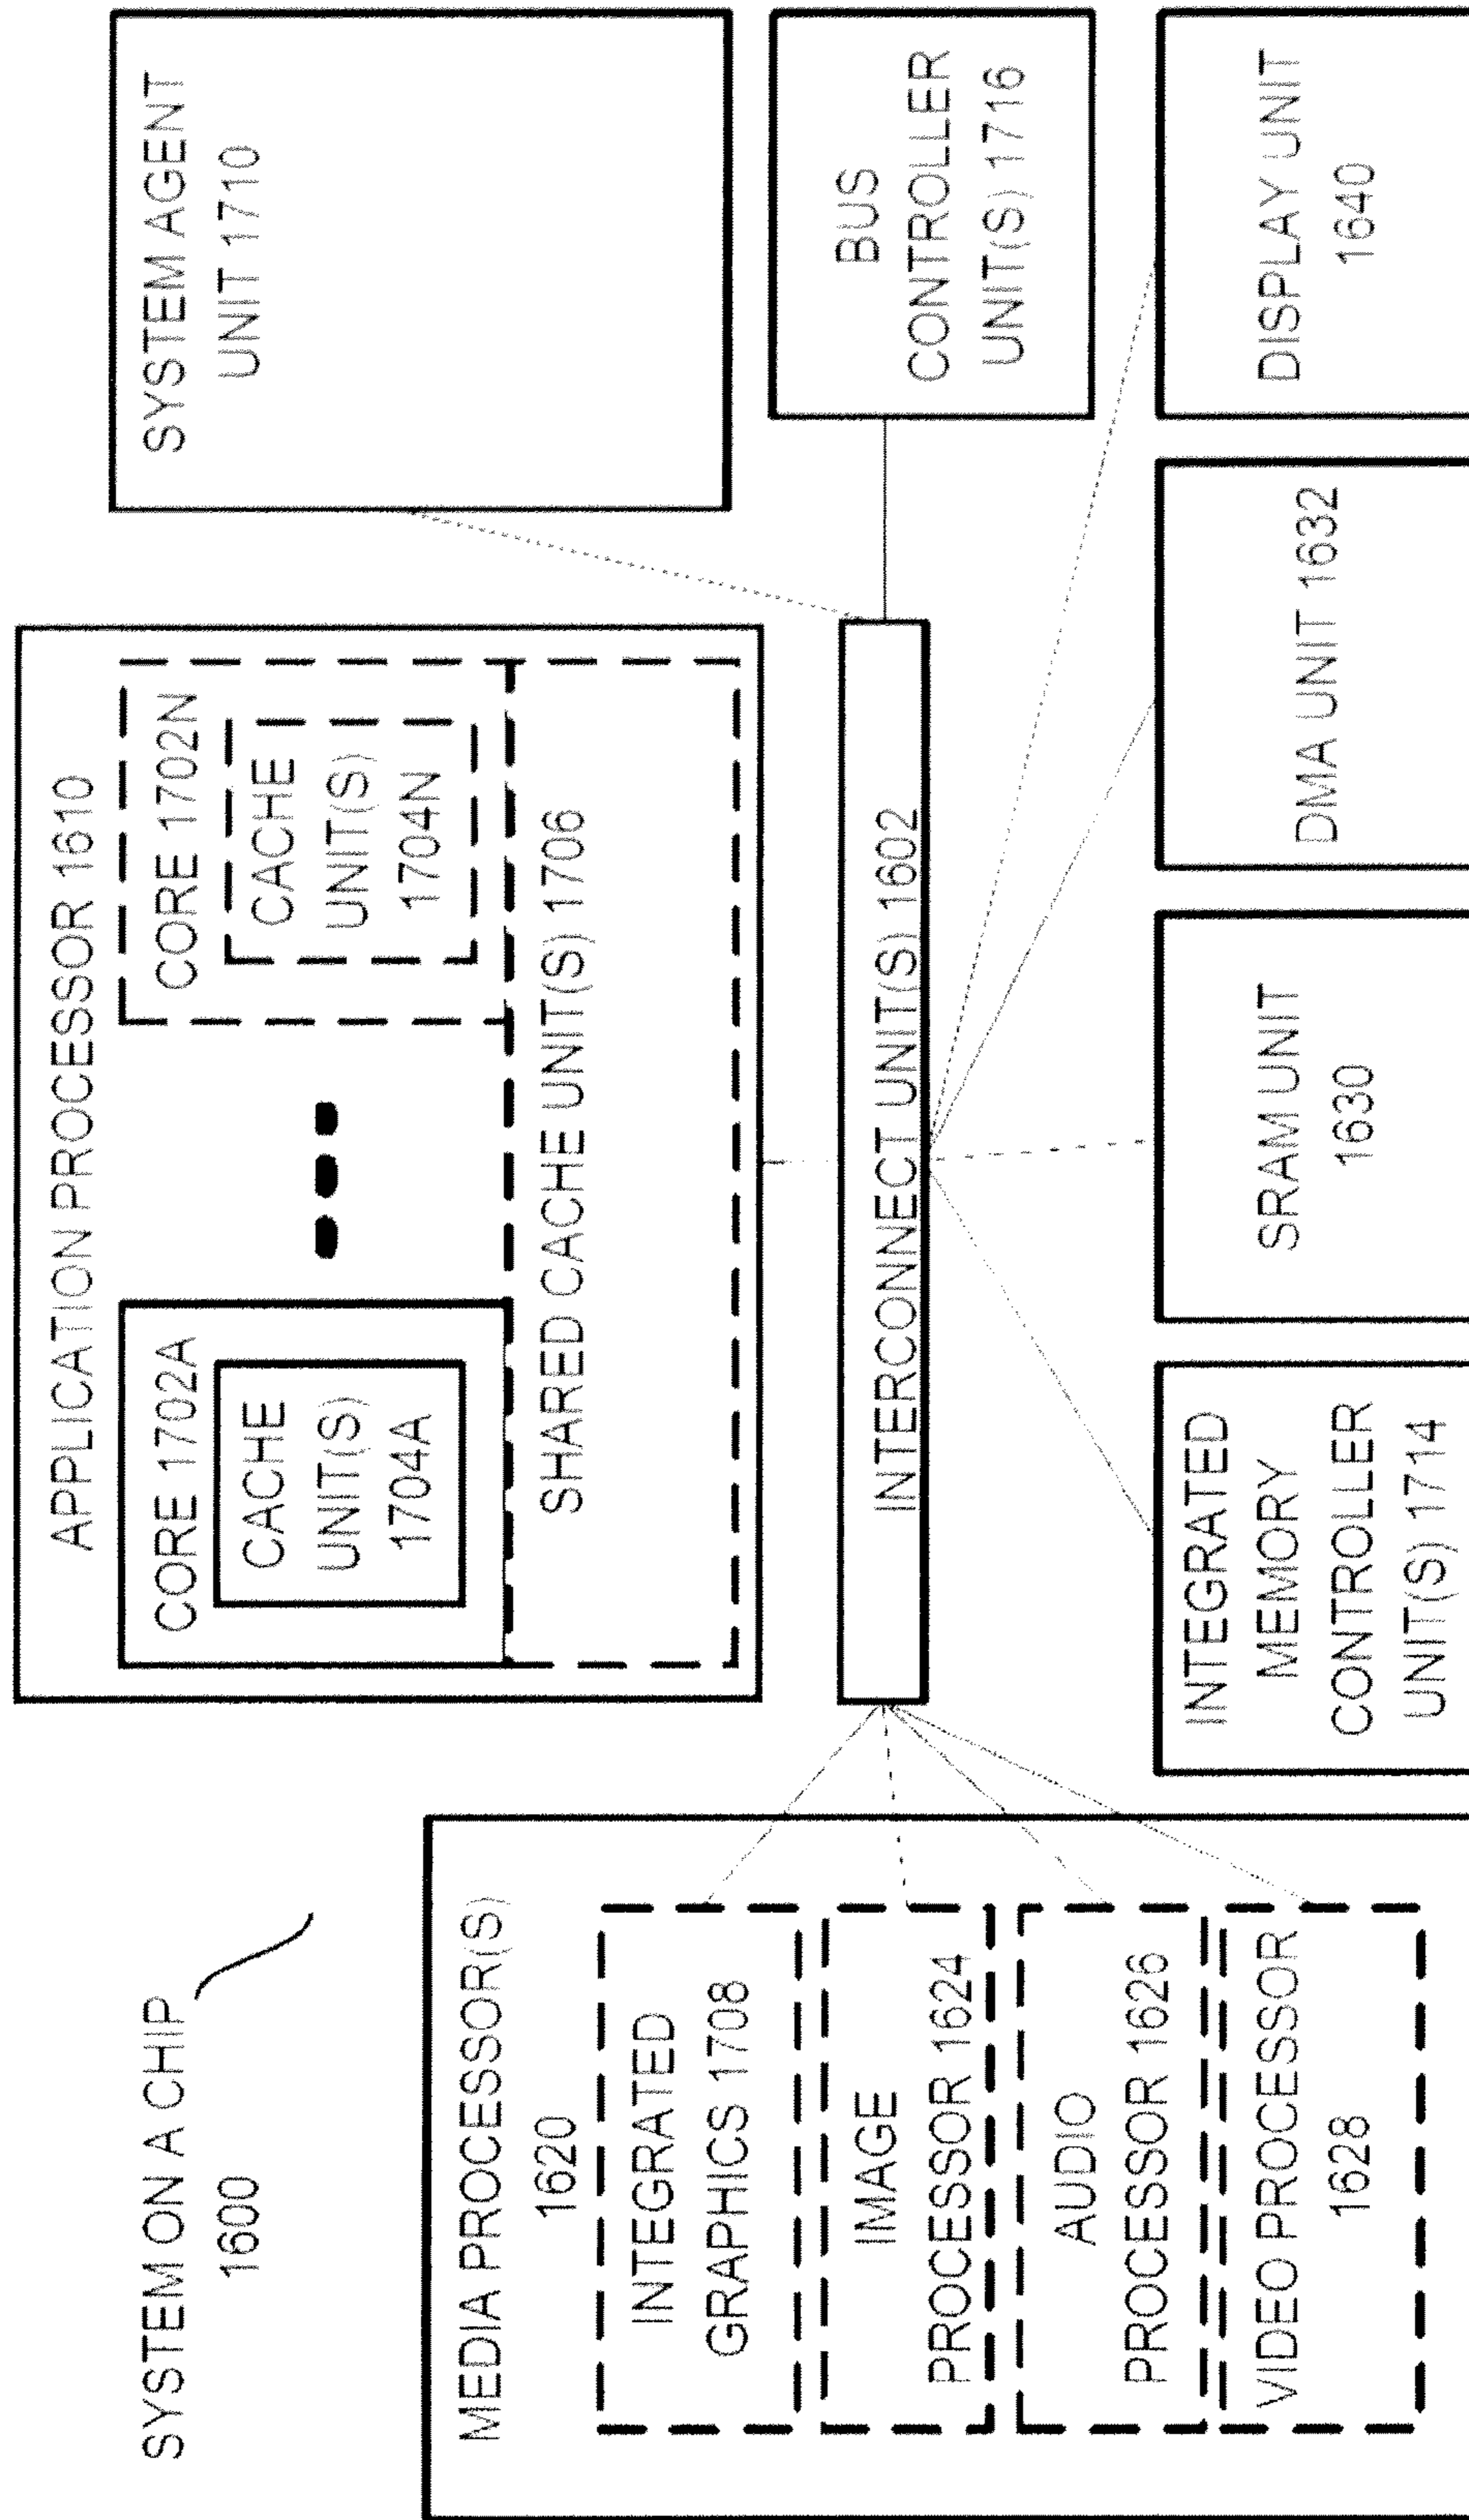 SYSTEM ON A CHIP
1600
APPLICATION PROCESSOR 1610
CORE 1702A
CACHE
UNIT(S)
1704A
CORE 1702N
CACHE
UNIT(S)
1704N
SHARED CACHE UNIT(S) 1706
SYSTEM AGENT
UNIT 1710
MEDIA PROCESSOR(S)
1620
INTEGRATED
GRAPHICS 1708
IMAGE
PROCESSOR 1624
AUDIO
PROCESSOR 1626
VIDEO PROCESSOR
1628
INTERCONNECT UNIT(S) 1602
BUS
CONTROLLER
UNIT(S) 1716
INTEGRATED
MEMORY
CONTROLLER
UNIT(S) 1714
SRAM UNIT
1630
DMA UNIT 1632
DISPLAY UNIT
1640